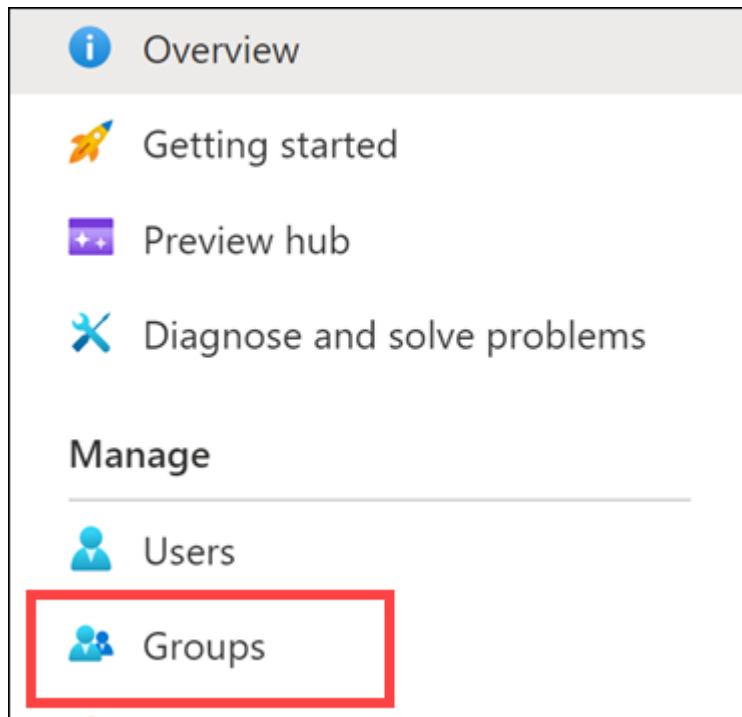 Overview
Getting started
Preview hub
Diagnose and solve problems
Manage
Users
Groups